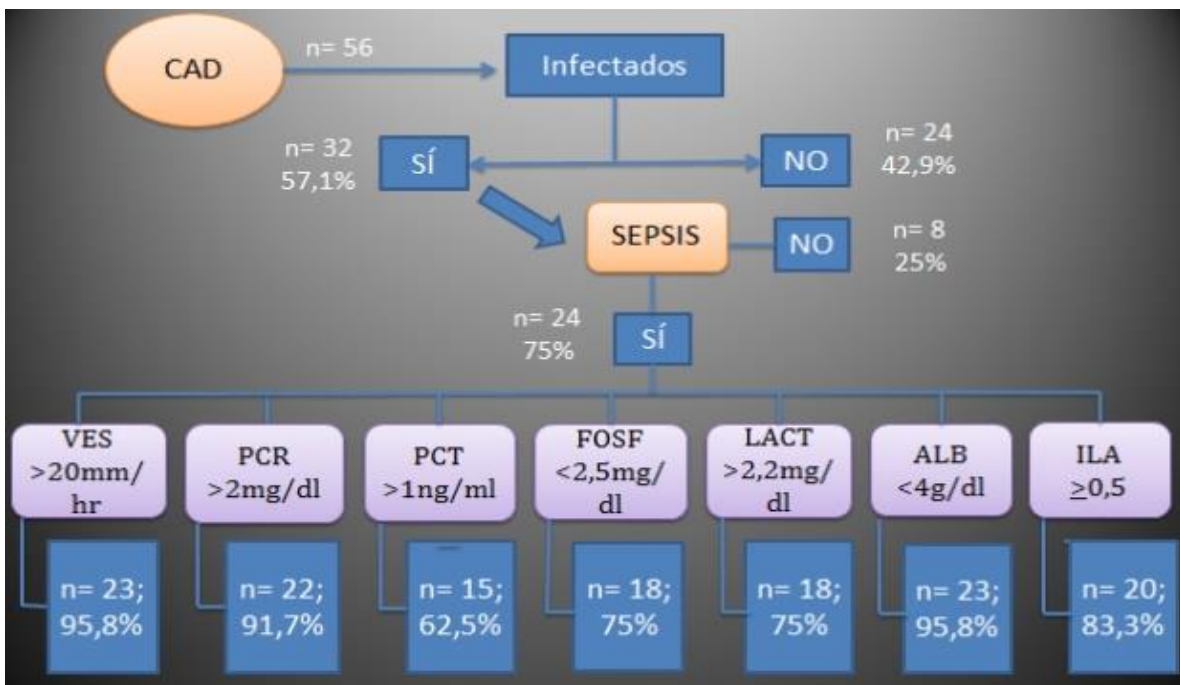 CAD
n= 56
Infectados
n= 32
57,1%
SÍ
NO
n= 24
42,9%
SEPSIS
NO
n= 8
25%
n= 24
75%
SÍ
VES
>20mm/
hr
PCR
>2mg/dl
PCT
>1ng/ml
FOSF
<2,5mg/
dl
LACT
>2,2mg/
dl
ALB
<4g/dl
ILA
≥0,5
n= 23;
95,8%
n= 22;
91,7%
n= 15;
62,5%
n= 18;
75%
n= 18;
75%
n= 23;
95,8%
n= 20;
83,3%